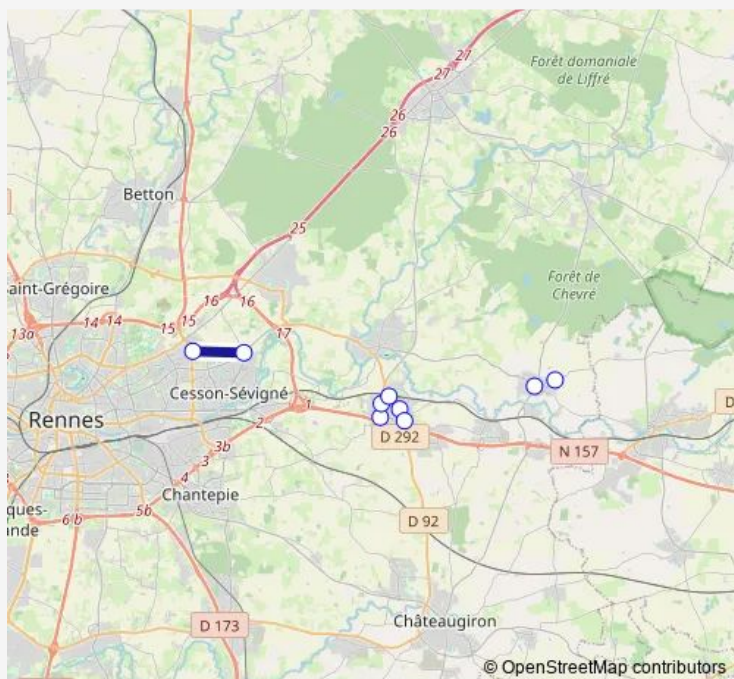 27
27
Forêt domaniale
de Liffré
26
26
Betton
25
Saint-Grégoire
Forêt de
Chevré
16
16
15
14
14
15
13a
17
Cesson-Sévigné
1
Rennes
2
D 292
3b
3
N 157
4
Chantepie
5b
6 b
D 92
D 173
Châteaugiron
© OpenStreetMap contributors